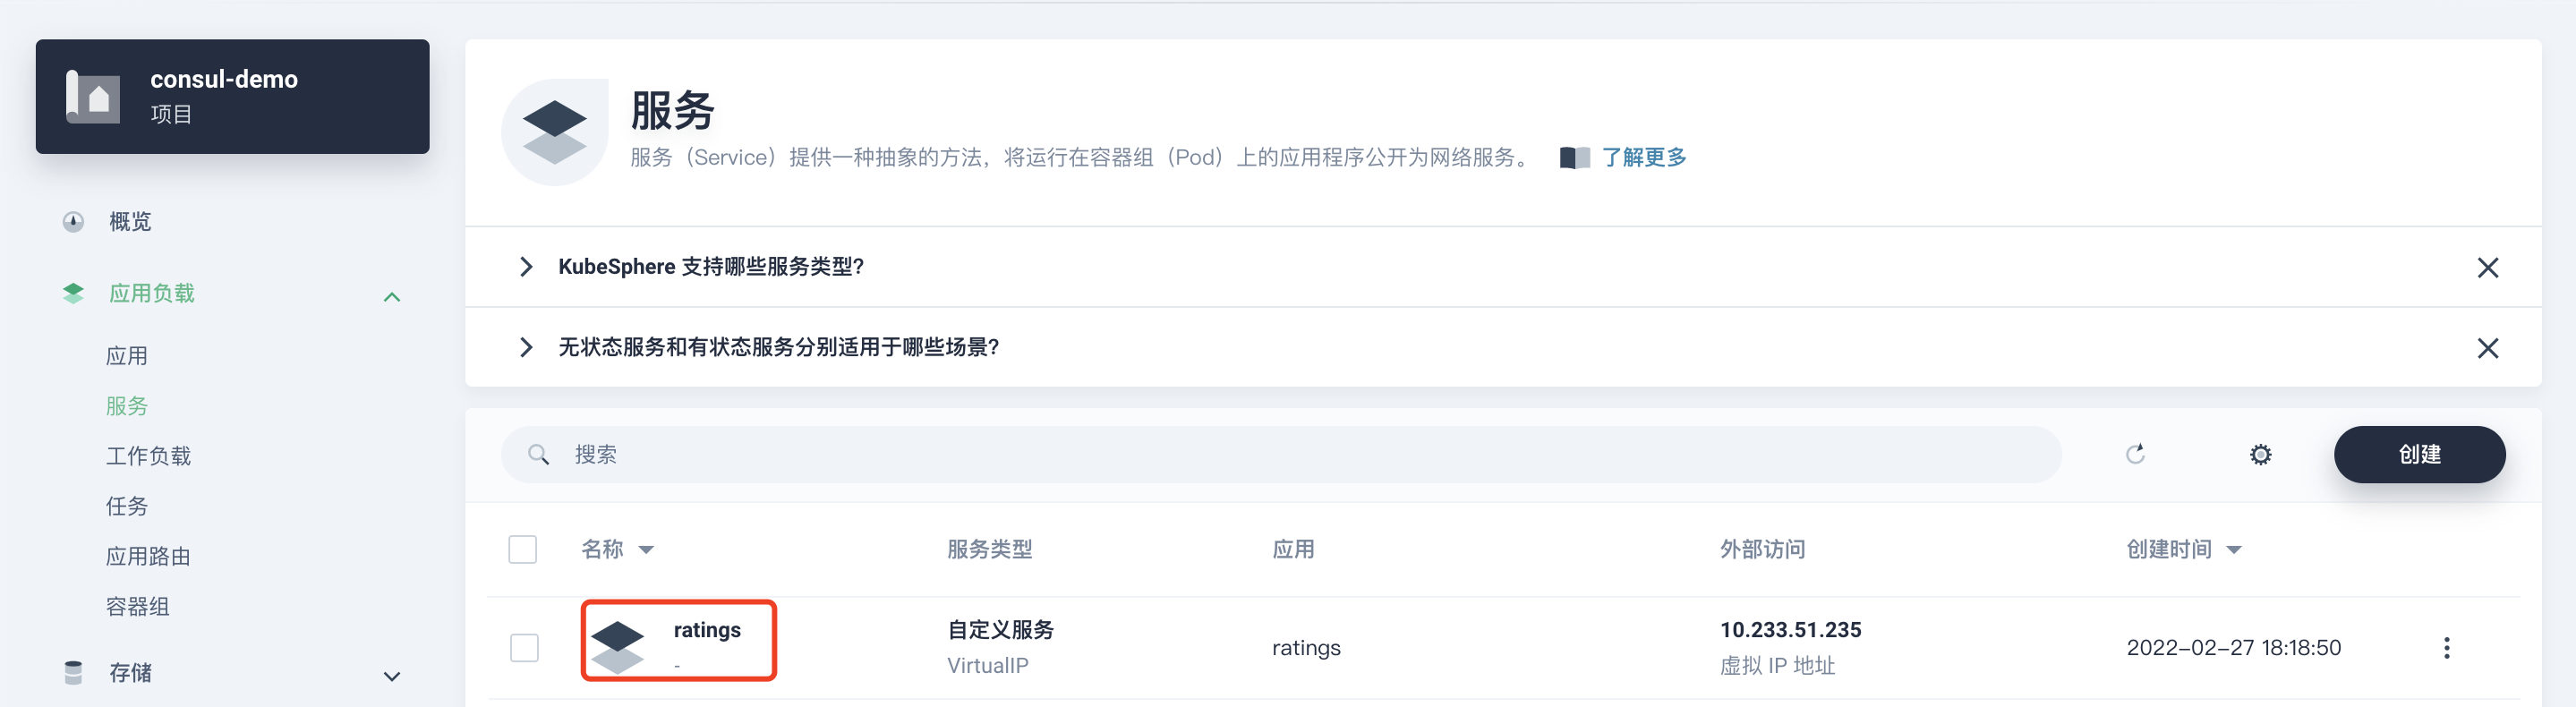 consul-demo
项目
概览
应用负载
应用
服务
工作负载
任务
应用路由
容器组
存储
服务
服务（Service）提供一种抽象的方法，将运行在容器组（Pod）上的应用程序公开为网络服务。 了解更多
KubeSphere 支持哪些服务类型？
无状态服务和有状态服务分别适用于哪些场景？
搜索
创建
名称 服务类型 应用 外部访问 创建时间
ratings 自定义服务 ratings 10.233.51.235 2022-02-27 18:18:50
- VirtualIP 虚拟 IP 地址